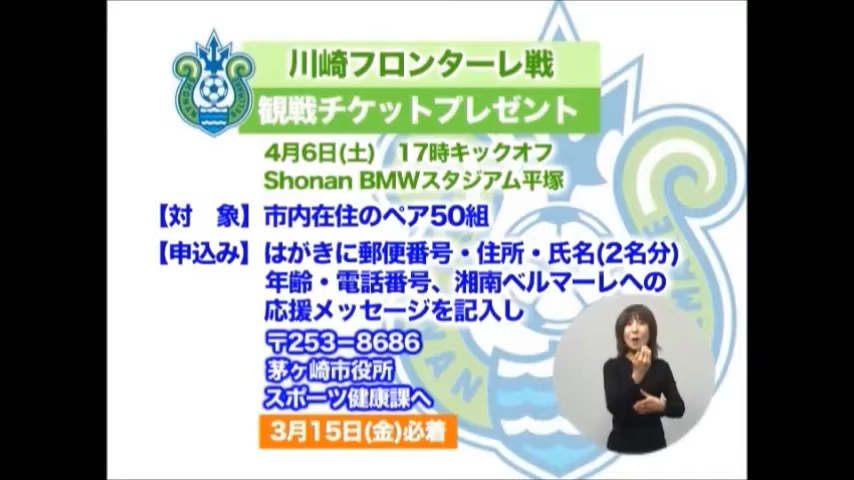 川崎フロンターレ戦
観戦チケットプレゼント
4月6日(土) 17時キックオフ
Shonan BMWスタジアム平塚
【対 象】市内在住のペア50組
【申込み】はがきに郵便番号・住所・氏名(2名分)
年齢・電話番号、湘南ベルマーレへの
応援メッセージを記入し
〒253−8686
茅ヶ崎市役所
スポーツ健康課へ
3月15日(金)必着